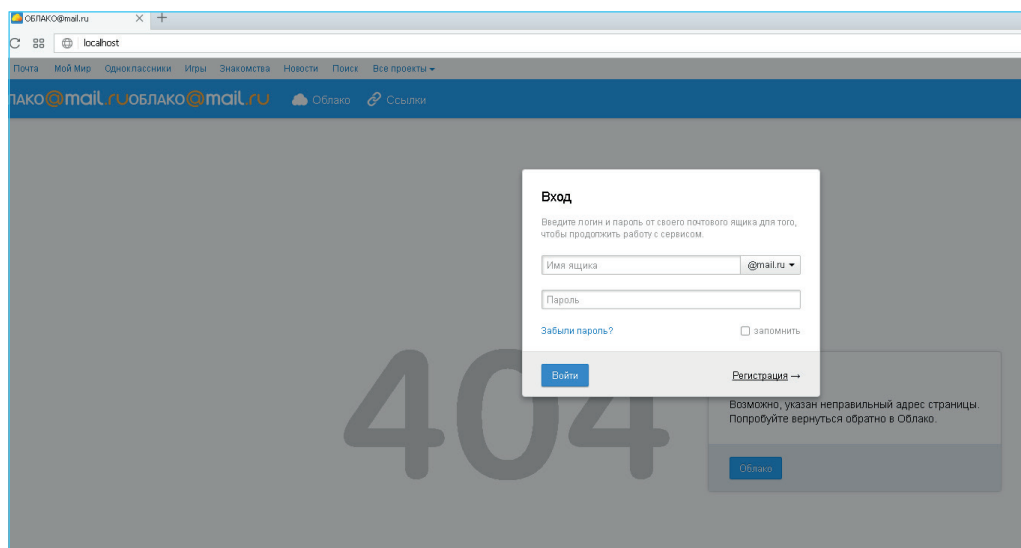 ОБЛАКО@mail.ru
localhost
Почта Мой Мир Одноклассники Игры Знакомства Новости Поиск Все проекты
ЛАКО@mail.ruОБЛАКО@mail.ru Облако Ссылки
Вход
Введите логин и пароль от своего почтового ящика для того,
чтобы продолжить работу с сервисом.
Имя ящика @mail.ru
Пароль
Забыли пароль? запомнить
Войти Регистрация →
404
Возможно, указан неправильный адрес страницы.
Попробуйте вернуться обратно в Облако.
Облако